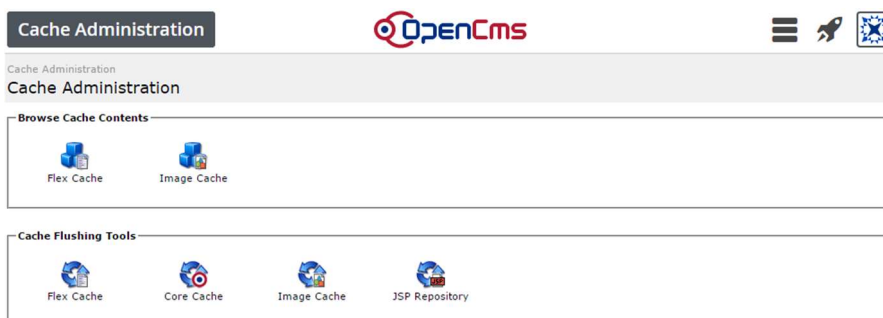 Cache Administration
OpenCms
Cache Administration
Cache Administration
Browse Cache Contents
Flex Cache Image Cache
Cache Flushing Tools
Flex Cache Core Cache Image Cache JSP Repository